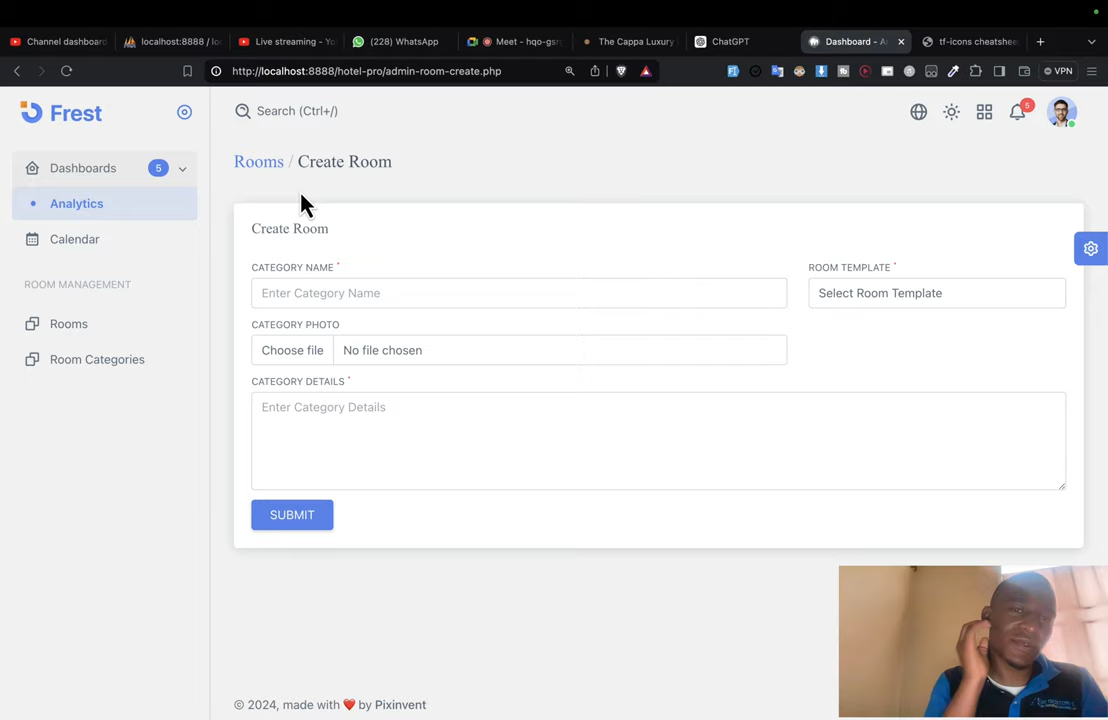 Channel dashboard
localhost:8888 / loc
Live streaming - Yo
(228) WhatsApp
Meet - hqo-gsr
The Cappa Luxury
ChatGPT
Dashboard - A
tf-icons cheatshee
http://localhost:8888/hotel-pro/admin-room-create.php
VPN
Frest
Search (Ctrl+/)
5
Dashboards
5
Analytics
Calendar
ROOM MANAGEMENT
Rooms
Room Categories
Rooms / Create Room
Create Room
CATEGORY NAME *
Enter Category Name
ROOM TEMPLATE *
Select Room Template
CATEGORY PHOTO
Choose file No file chosen
CATEGORY DETAILS *
Enter Category Details
SUBMIT
© 2024, made with ❤️ by Pixinvent